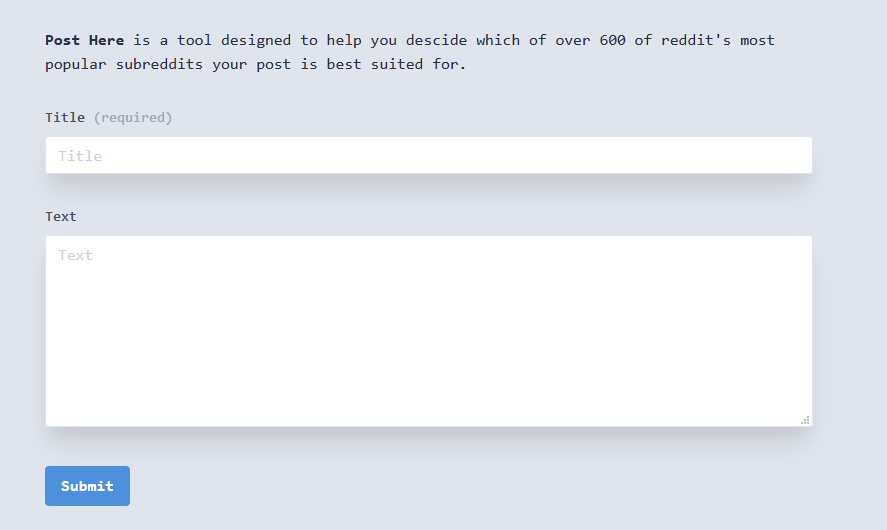 Post Here is a tool designed to help you descide which of over 600 of reddit's most
popular subreddits your post is best suited for.
Title (required)
Title
Text
Text
Submit